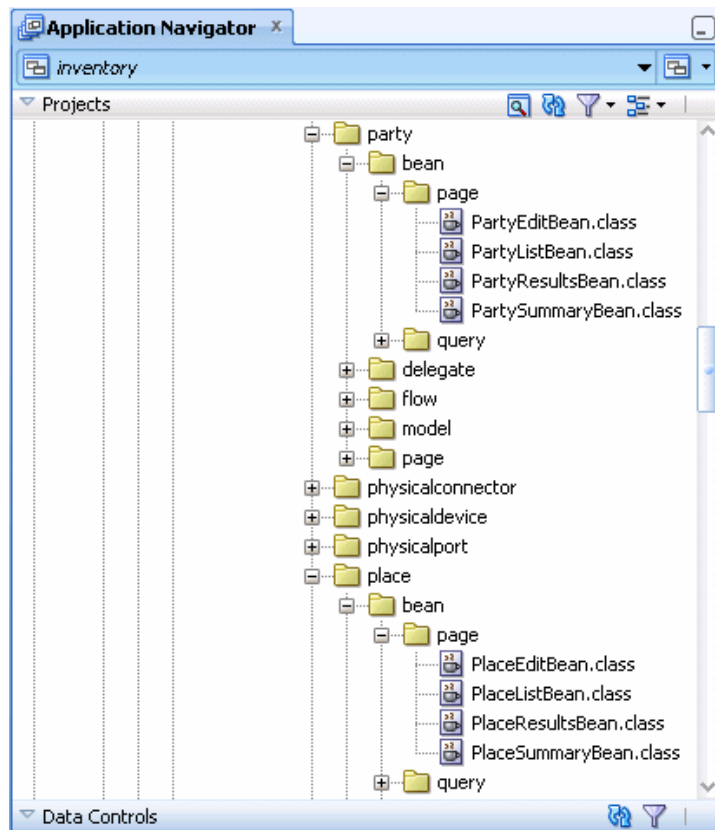 Application Navigator
inventory
Projects
party
bean
page
PartyEditBean.class
PartyListBean.class
PartyResultsBean.class
PartySummaryBean.class
query
delegate
flow
model
page
physicalconnector
physicaldevice
physicalport
place
bean
page
PlaceEditBean.class
PlaceListBean.class
PlaceResultsBean.class
PlaceSummaryBean.class
query
Data Controls